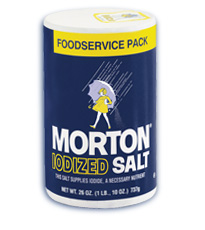 FOODSERVICE PACK
MORTON
IODIZED SALT
THIS SALT SUPPLIES IODIDE, A NECESSARY NUTRIENT
NET WT. 26 OZ. (1 LB., 10 OZ.) 737g